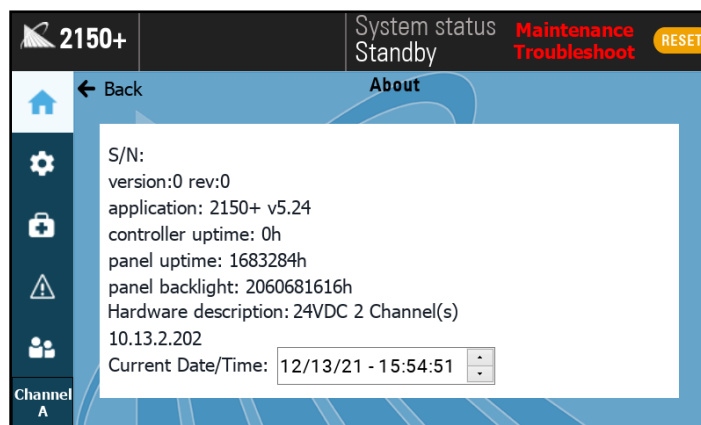 2150+
System status
Standby
Maintenance
Troubleshoot
RESET
← Back
About
S/N:
version:0 rev:0
application: 2150+ v5.24
controller uptime: 0h
panel uptime: 1683284h
panel backlight: 2060681616h
Hardware description: 24VDC 2 Channel(s)
10.13.2.202
Current Date/Time: 12/13/21 - 15:54:51
Channel
A